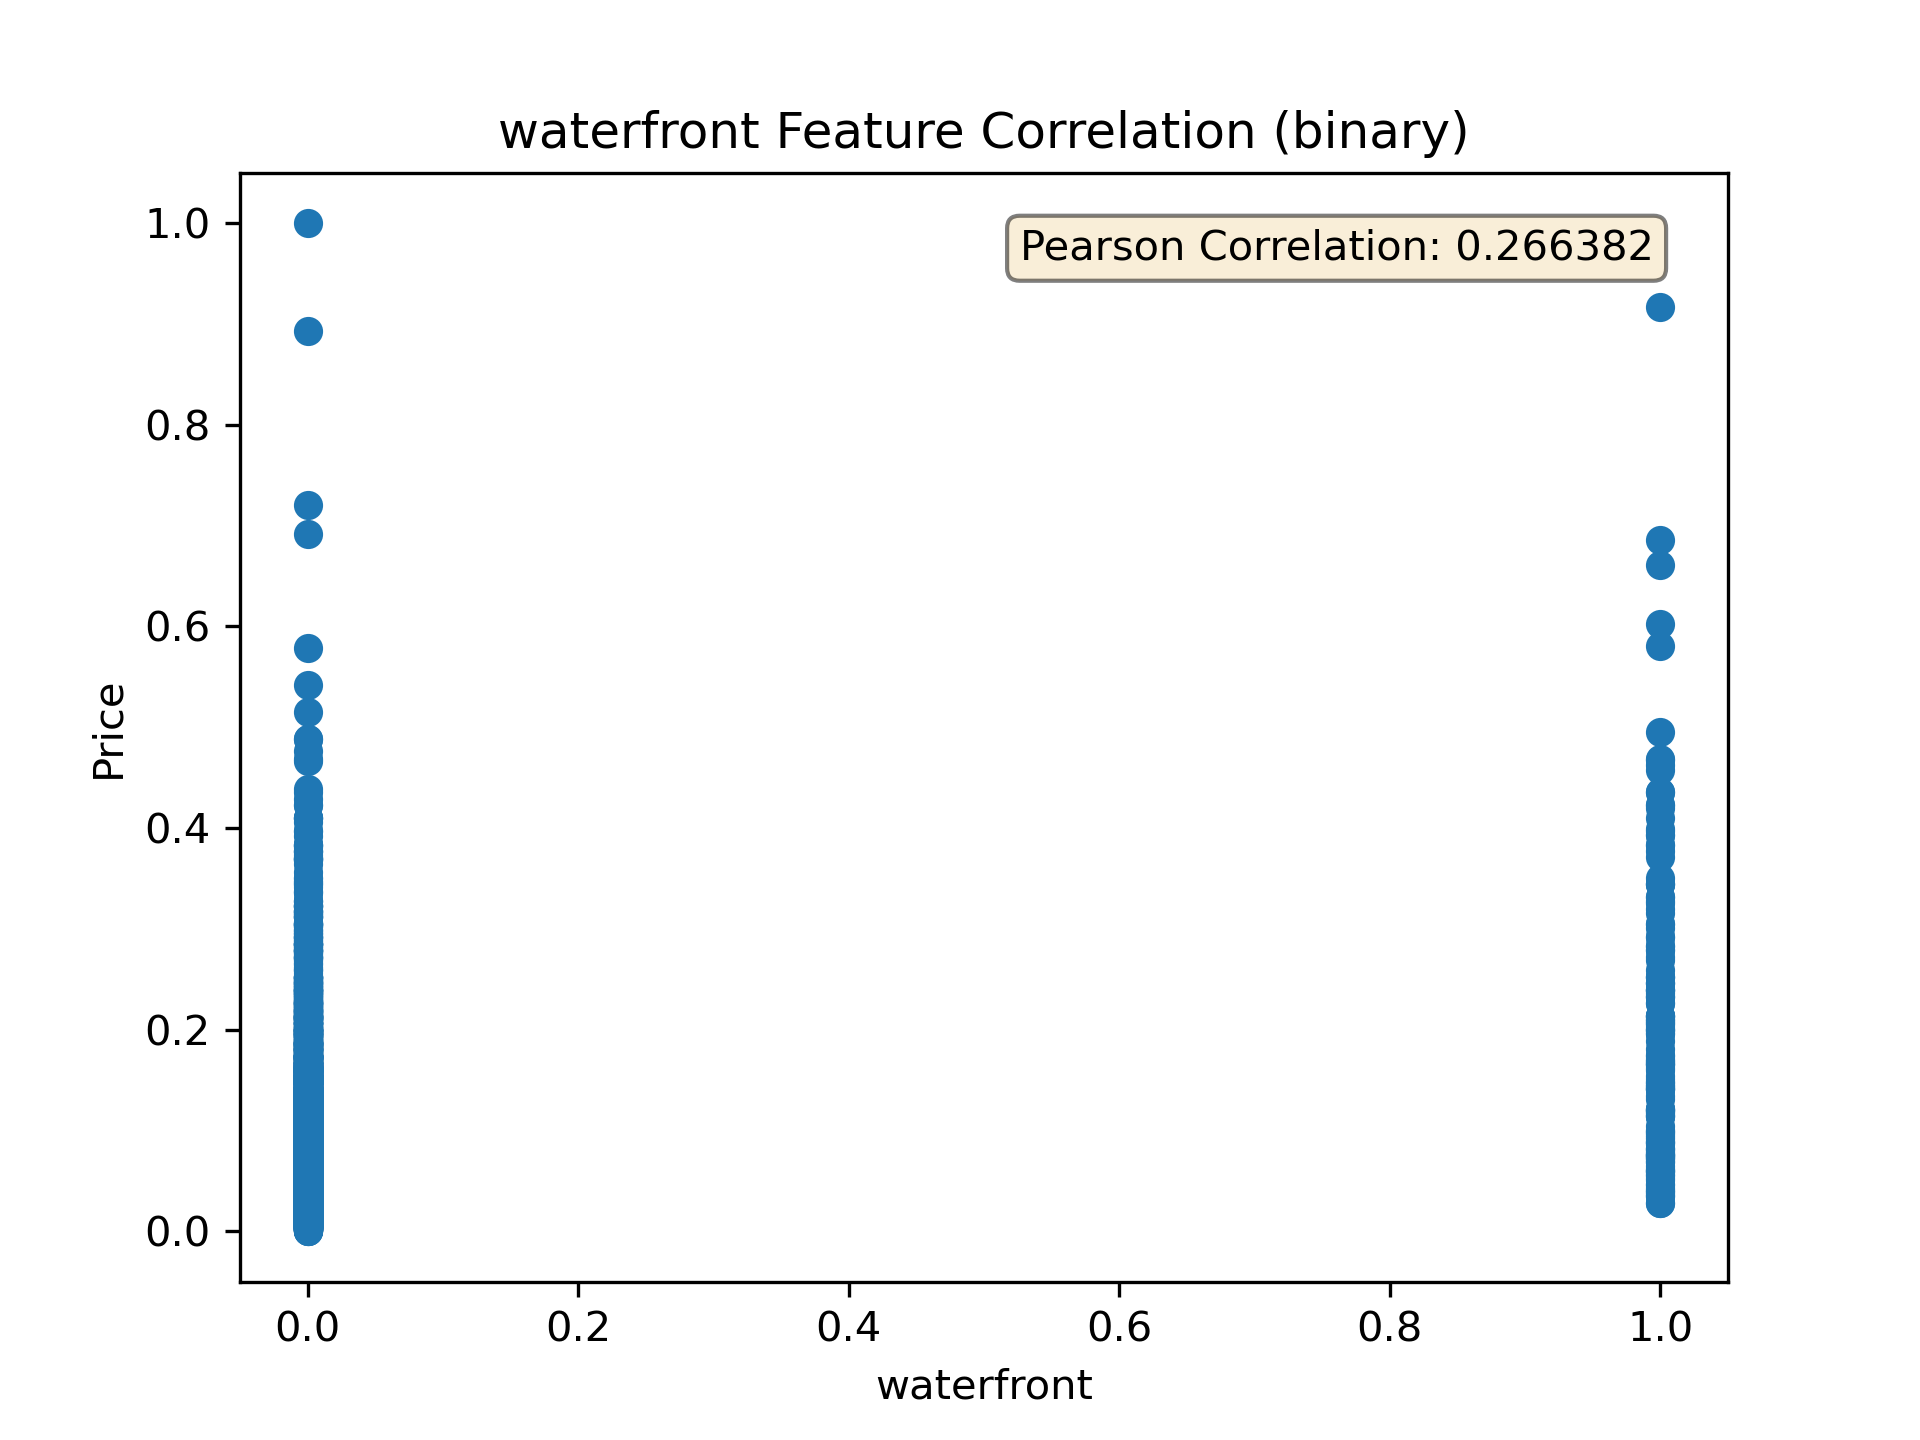 waterfront Feature Correlation (binary)
Pearson Correlation: 0.266382
1.0
0.8
0.6
0.4
0.2
0.0
Price
0.0 0.2 0.4 0.6 0.8 1.0
waterfront